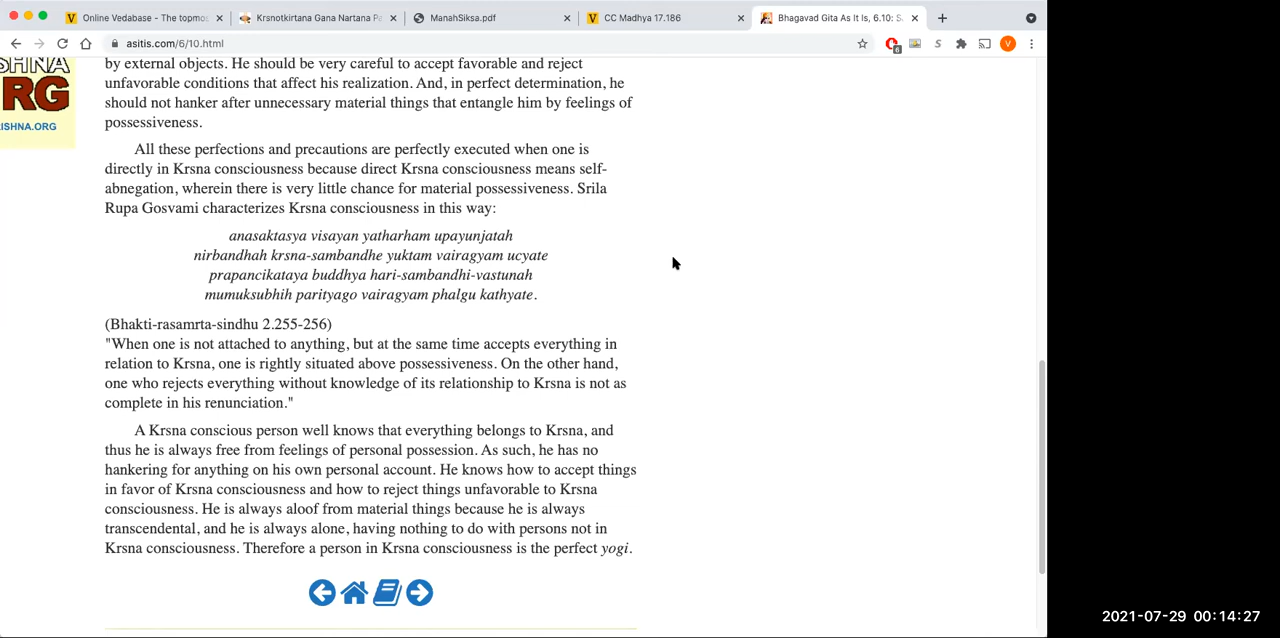 Online Vedabase - The topmos
Krsnotkirtana Gana Nartana Pa
ManahSiksa.pdf
CC Madhya 17.186
Bhagavad Gita As It Is, 6.10: S
asitis.com/6/10.html
6
S
V
SHNA
RG
ISHNA.ORG
by external objects. He should be very careful to accept favorable and reject
unfavorable conditions that affect his realization. And, in perfect determination, he
should not hanker after unnecessary material things that entangle him by feelings of
possessiveness.
All these perfections and precautions are perfectly executed when one is
directly in Krsna consciousness because direct Krsna consciousness means self-
abnegation, wherein there is very little chance for material possessiveness. Srila
Rupa Gosvami characterizes Krsna consciousness in this way:
anasaktasya visayan yatharham upayunjatah
nirbandhah krsna-sambandhe yuktam vairagyam ucyate
prapancikataya buddhya hari-sambandhi-vastunah
mumuksubhih parityago vairagyam phalgu kathyate.
(Bhakti-rasamrta-sindhu 2.255-256)
"When one is not attached to anything, but at the same time accepts everything in
relation to Krsna, one is rightly situated above possessiveness. On the other hand,
one who rejects everything without knowledge of its relationship to Krsna is not as
complete in his renunciation."
A Krsna conscious person well knows that everything belongs to Krsna, and
thus he is always free from feelings of personal possession. As such, he has no
hankering for anything on his own personal account. He knows how to accept things
in favor of Krsna consciousness and how to reject things unfavorable to Krsna
consciousness. He is always aloof from material things because he is always
transcendental, and he is always alone, having nothing to do with persons not in
Krsna consciousness. Therefore a person in Krsna consciousness is the perfect yogi.
2021-07-29 00:14:27